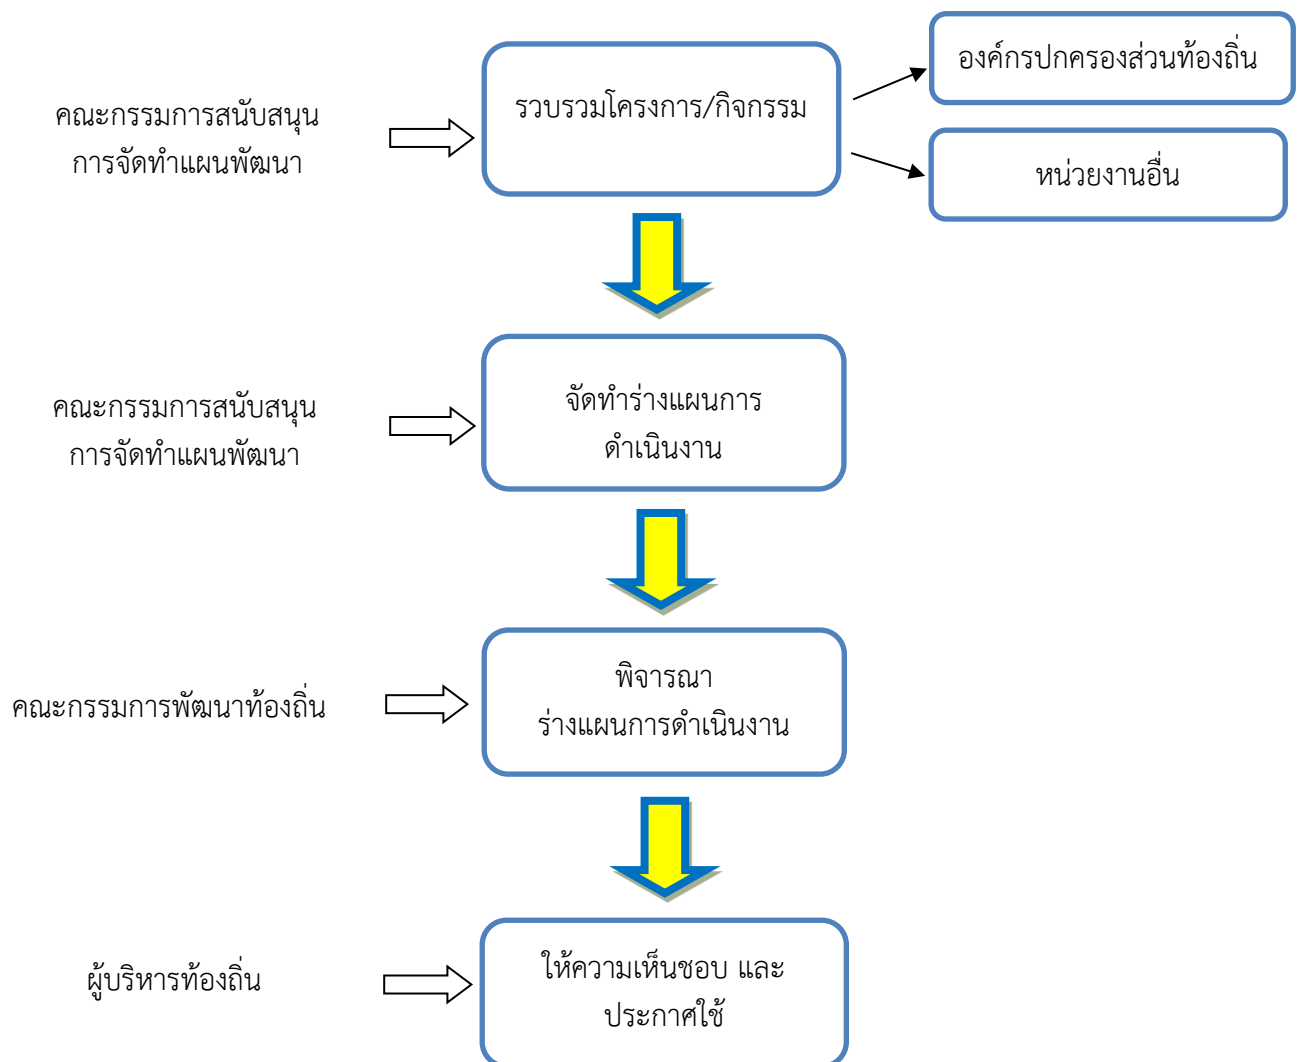 องค์กรปกครองส่วนท้องถิ่น
คณะกรรมการสนับสนุน
การจัดทำแผนพัฒนา
รวบรวมโครงการ/กิจกรรม
หน่วยงานอื่น
คณะกรรมการสนับสนุน
การจัดทำแผนพัฒนา
จัดทำร่างแผนการ
ดำเนินงาน
คณะกรรมการพัฒนาท้องถิ่น
พิจารณา
ร่างแผนการดำเนินงาน
ผู้บริหารท้องถิ่น
ให้ความเห็นชอบ และ
ประกาศใช้